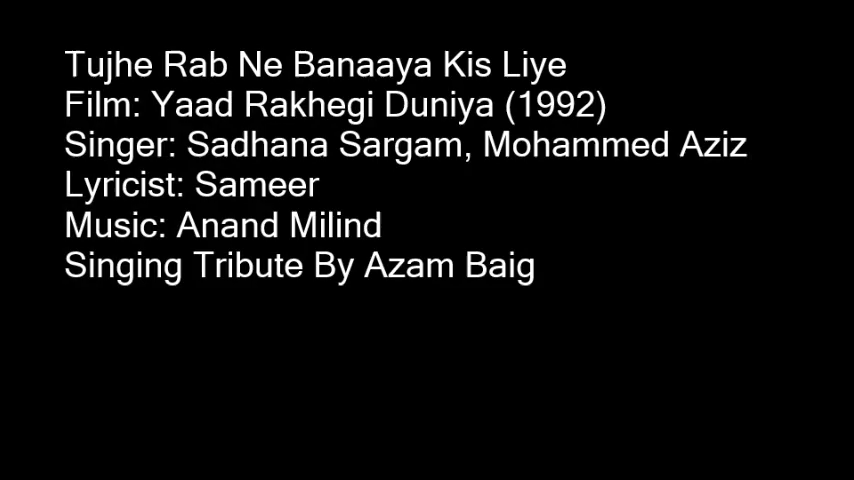 Tujhe Rab Ne Banaaya Kis Liye
Film: Yaad Rakhegi Duniya (1992)
Singer: Sadhana Sargam, Mohammed Aziz
Lyricist: Sameer
Music: Anand Milind
Singing Tribute By Azam Baig